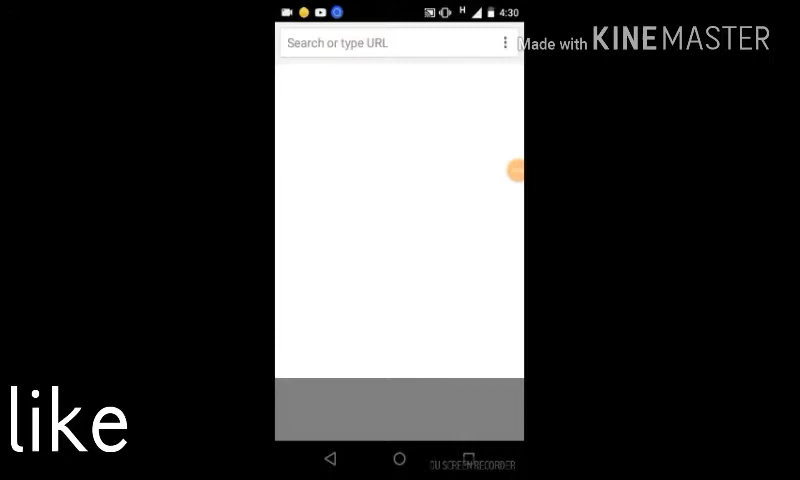 H 4:30
Search or type URL
Made with KINEMASTER
like
DU SCREEN RECORDER